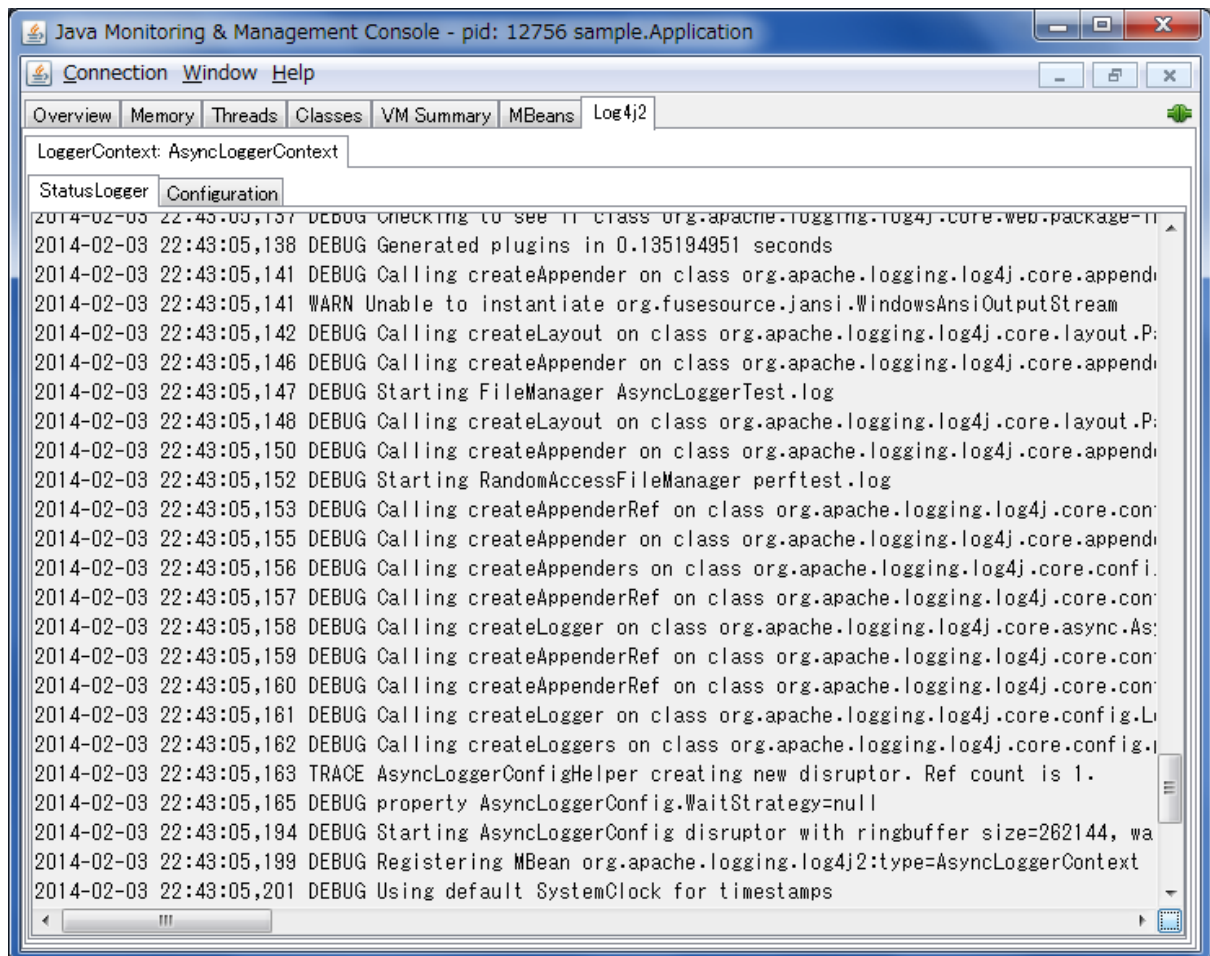 Java Monitoring & Management Console - pid: 12756 sample.Application
Connection Window Help
Overview Memory Threads Classes VM Summary MBeans Log4j2
LoggerContext: AsyncLoggerContext
StatusLogger Configuration
2014-02-03 22:43:05,137 DEBUG Checking to see if class org.apache.logging.log4j.core.web.package-i
2014-02-03 22:43:05,138 DEBUG Generated plugins in 0.135194951 seconds
2014-02-03 22:43:05,141 DEBUG Calling createAppender on class org.apache.logging.log4j.core.append
2014-02-03 22:43:05,141 WARN Unable to instantiate org.fusesource.jansi.WindowsAnsiOutputStream
2014-02-03 22:43:05,142 DEBUG Calling createLayout on class org.apache.logging.log4j.core.layout.P
2014-02-03 22:43:05,146 DEBUG Calling createAppender on class org.apache.logging.log4j.core.append
2014-02-03 22:43:05,147 DEBUG Starting FileManager AsyncLoggerTest.log
2014-02-03 22:43:05,148 DEBUG Calling createLayout on class org.apache.logging.log4j.core.layout.P
2014-02-03 22:43:05,150 DEBUG Calling createAppender on class org.apache.logging.log4j.core.append
2014-02-03 22:43:05,152 DEBUG Starting RandomAccessFileManager perftest.log
2014-02-03 22:43:05,153 DEBUG Calling createAppenderRef on class org.apache.logging.log4j.core.con
2014-02-03 22:43:05,155 DEBUG Calling createAppender on class org.apache.logging.log4j.core.append
2014-02-03 22:43:05,156 DEBUG Calling createAppenders on class org.apache.logging.log4j.core.confi
2014-02-03 22:43:05,157 DEBUG Calling createAppenderRef on class org.apache.logging.log4j.core.con
2014-02-03 22:43:05,158 DEBUG Calling createLogger on class org.apache.logging.log4j.core.async.As
2014-02-03 22:43:05,159 DEBUG Calling createAppenderRef on class org.apache.logging.log4j.core.con
2014-02-03 22:43:05,160 DEBUG Calling createAppenderRef on class org.apache.logging.log4j.core.con
2014-02-03 22:43:05,161 DEBUG Calling createLogger on class org.apache.logging.log4j.core.config.L
2014-02-03 22:43:05,162 DEBUG Calling createLoggers on class org.apache.logging.log4j.core.config.
2014-02-03 22:43:05,163 TRACE AsyncLoggerConfigHelper creating new disruptor. Ref count is 1.
2014-02-03 22:43:05,165 DEBUG property AsyncLoggerConfig.WaitStrategy=null
2014-02-03 22:43:05,194 DEBUG Starting AsyncLoggerConfig disruptor with ringbuffer size=262144, wa
2014-02-03 22:43:05,199 DEBUG Registering MBean org.apache.logging.log4j2:type=AsyncLoggerContext
2014-02-03 22:43:05,201 DEBUG Using default SystemClock for timestamps